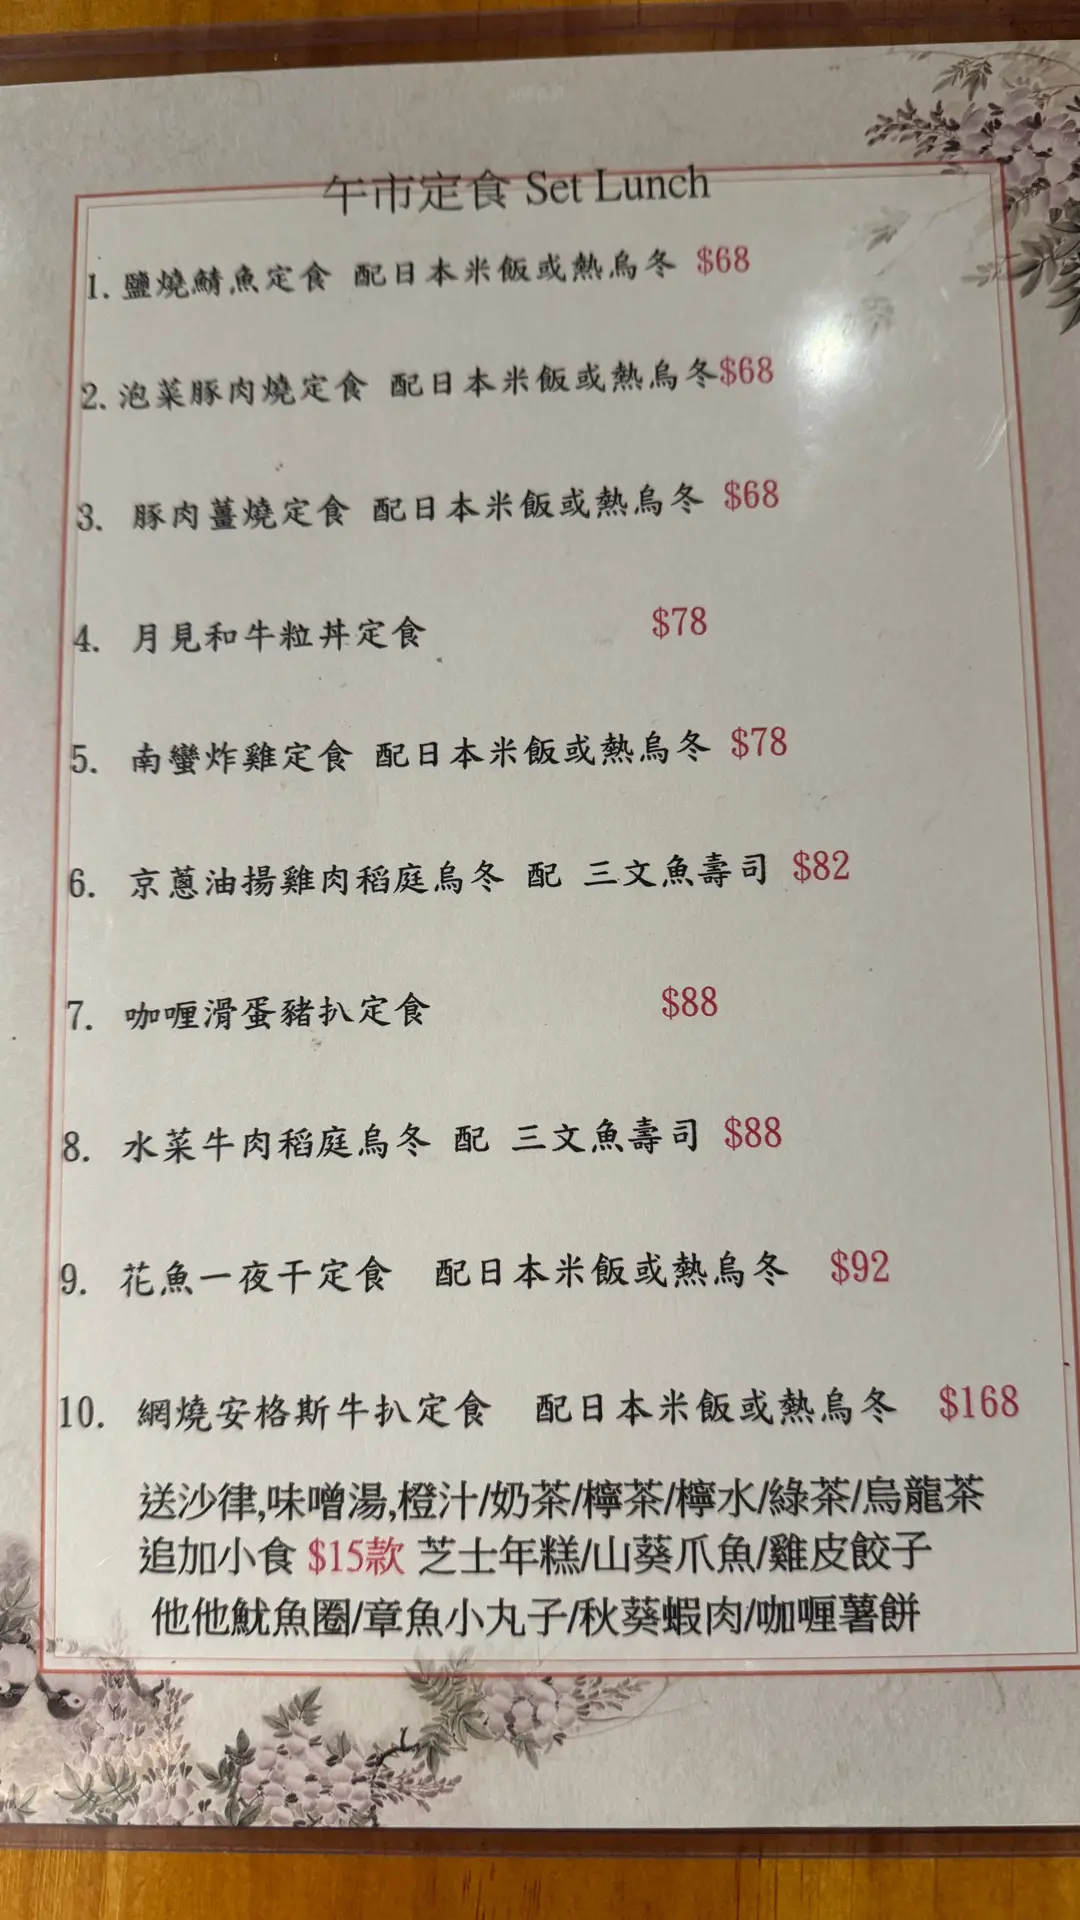 午市定食 Set Lunch
1. 鹽燒鯖魚定食 配日本米飯或熱烏冬 $68
2. 泡菜豚肉燒定食 配日本米飯或熱烏冬$68
3. 豚肉薑燒定食 配日本米飯或熱烏冬 $68
4. 月見和牛粒丼定食 $78
5. 南蠻炸雞定食 配日本米飯或熱烏冬 $78
6. 京蔥油揚雞肉稻庭烏冬 配 三文魚壽司 $82
7. 咖喱滑蛋豬扒定食 $88
8. 水菜牛肉稻庭烏冬 配 三文魚壽司 $88
9. 花魚一夜干定食 配日本米飯或熱烏冬 $92
10. 網燒安格斯牛扒定食 配日本米飯或熱烏冬 $168
送沙律,味噌湯,橙汁/奶茶/檸茶/檸水/綠茶/烏龍茶
追加小食 $15款 芝士年糕/山葵爪魚/雞皮餃子
他他魷魚圈/章魚小丸子/秋葵蝦肉/咖喱薯餅